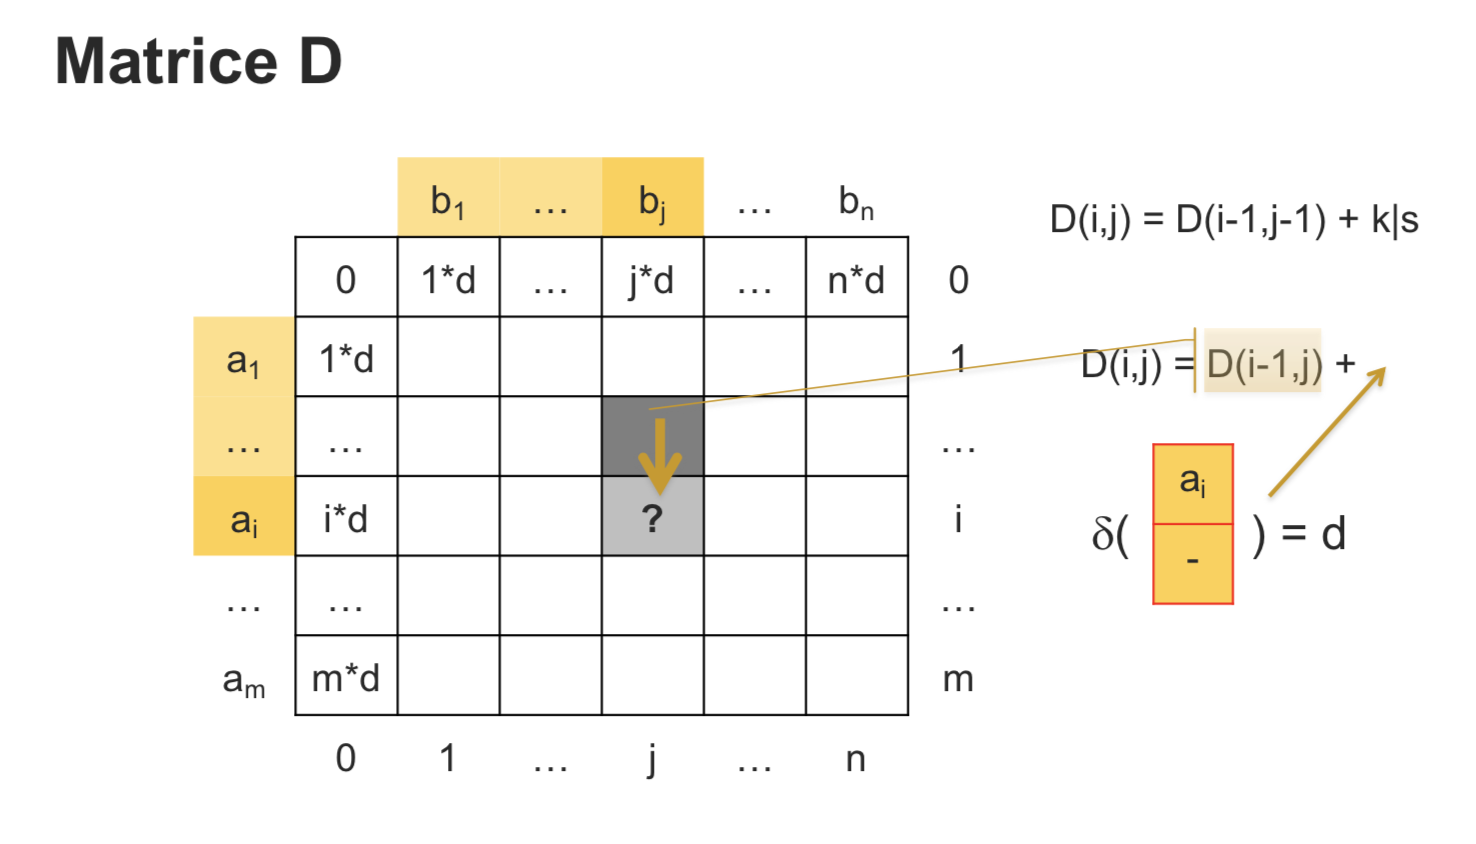 Matrice D
b1 … bj … bn
D(i,j) = D(i-1,j-1) + k|s
0 1*d … j*d … n*d 0
a1 1*d 1
D(i,j) = D(i-1,j) +
… … …
ai i*d ? i
ai
δ( ) = d
-
… … …
am m*d m
0 1 … j … n